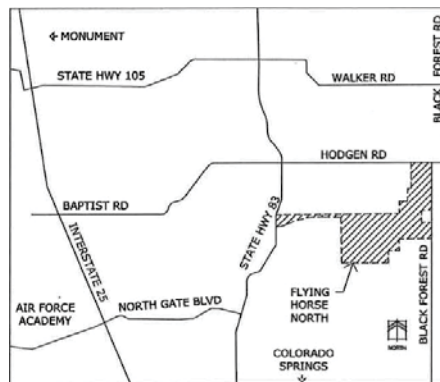 MONUMENT
STATE HWY 105
WALKER RD
BLACK FOREST RD
HODGEN RD
BAPTIST RD
STATE HWY 83
INTERSTATE 25
FLYING
HORSE
NORTH
AIR FORCE
ACADEMY
NORTH GATE BLVD
BLACK FOREST RD
NORTH
COLORADO
SPRINGS